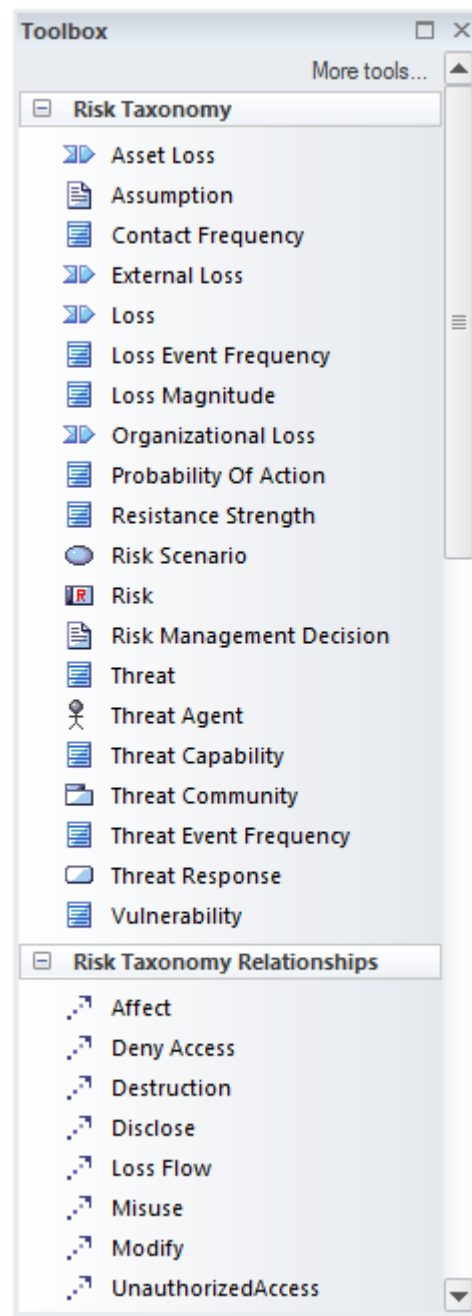 Toolbox
More tools...
Risk Taxonomy
Asset Loss
Assumption
Contact Frequency
External Loss
Loss
Loss Event Frequency
Loss Magnitude
Organizational Loss
Probability Of Action
Resistance Strength
Risk Scenario
R Risk
Risk Management Decision
Threat
Threat Agent
Threat Capability
Threat Community
Threat Event Frequency
Threat Response
Vulnerability
Risk Taxonomy Relationships
Affect
Deny Access
Destruction
Disclose
Loss Flow
Misuse
Modify
UnauthorizedAccess